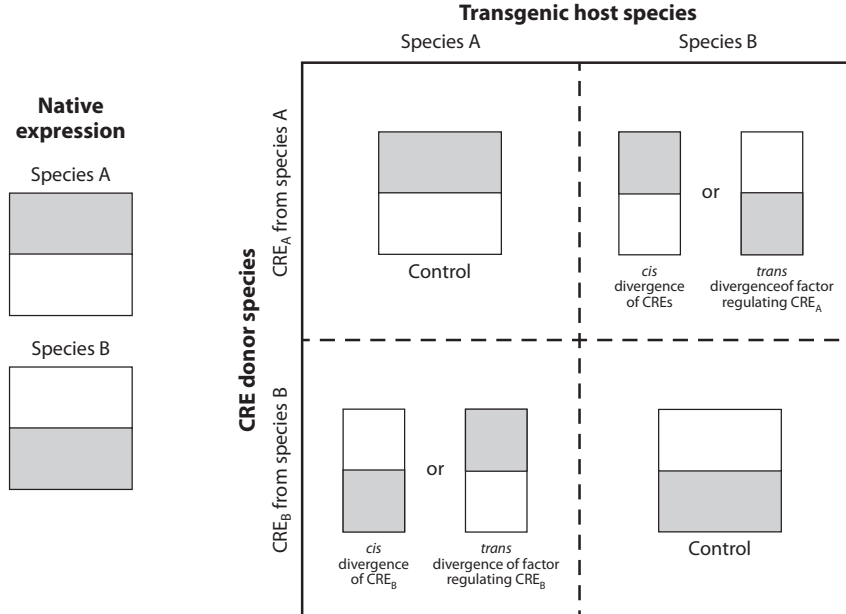 Transgenic host species
Species A
Species B
Native
expression
Species A
Species B
CRE donor species
CRE_A from species A
Control
or
cis
divergence
of CREs
trans
divergenceof factor
regulating CRE_A
CRE_B from species B
or
cis
divergence
of CRE_B
trans
divergence of factor
regulating CRE_B
Control